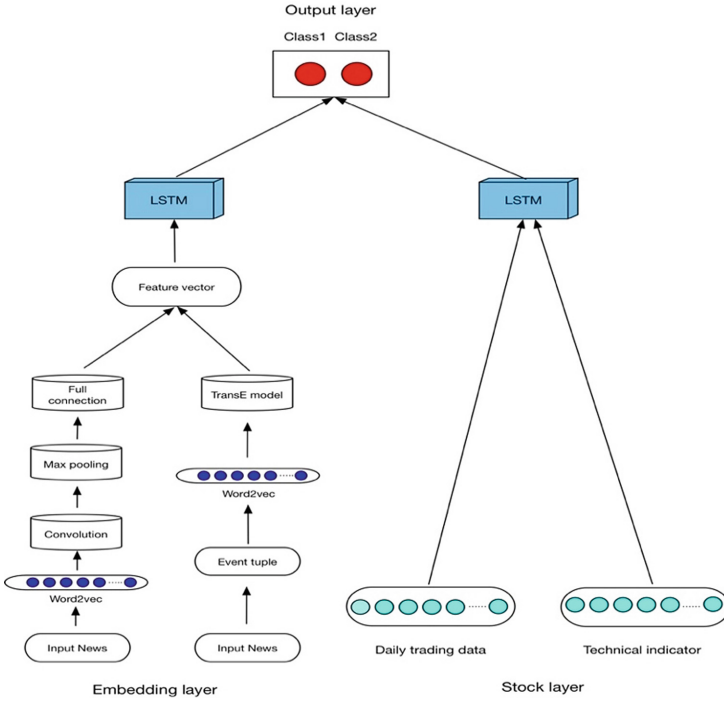 Output layer
Class1 Class2
LSTM
LSTM
Feature vector
Full
connection
TransE model
Max pooling
Word2vec
Convolution
Event tuple
Word2vec
Input News
Input News
Daily trading data
Technical indicator
Embedding layer
Stock layer